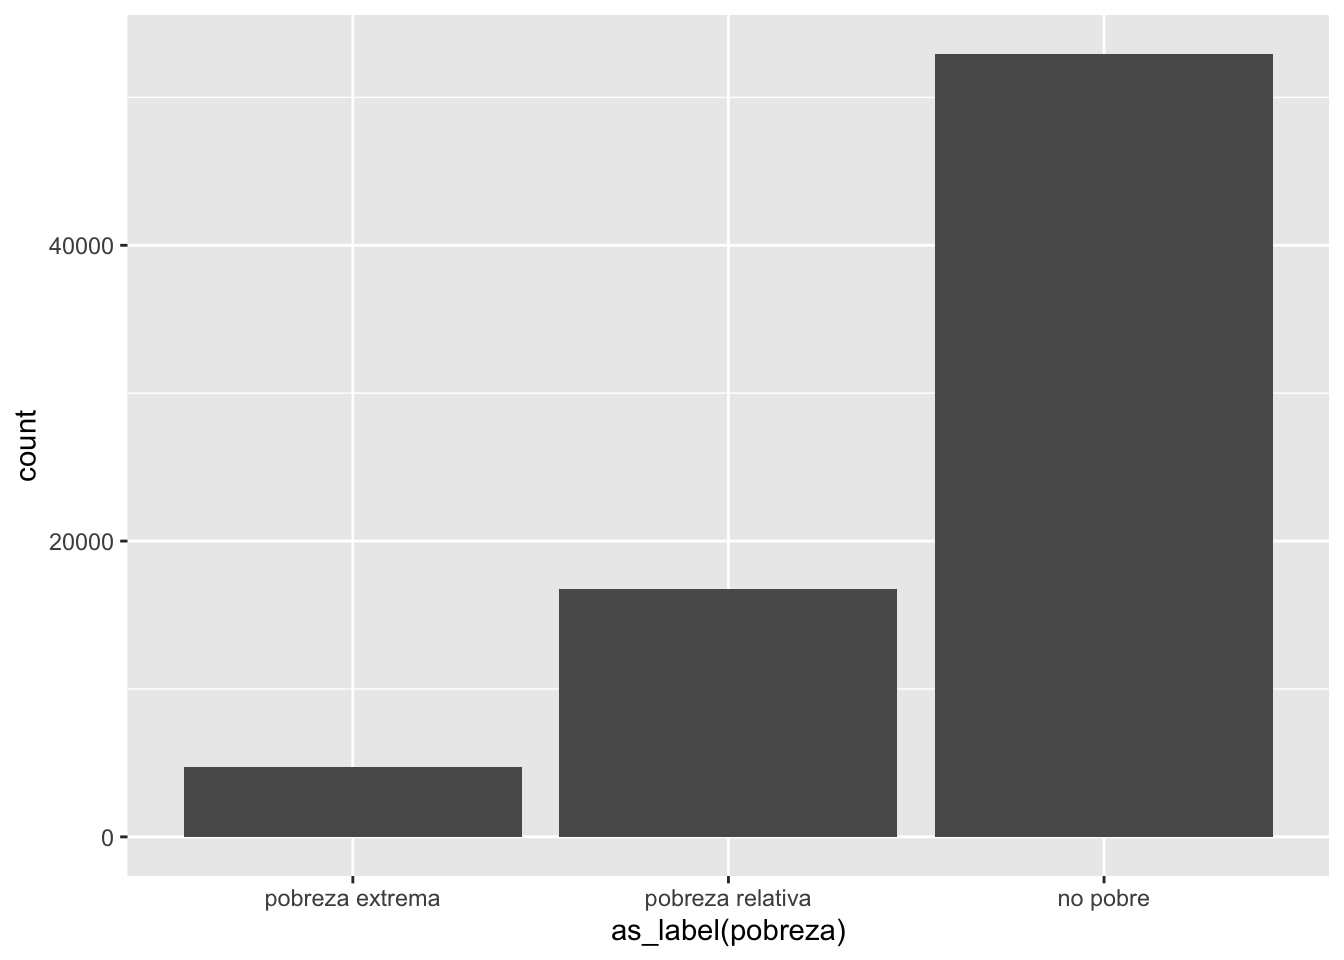 count
40000
20000
0
pobreza extrema
pobreza relativa
no pobre
as_label(pobreza)